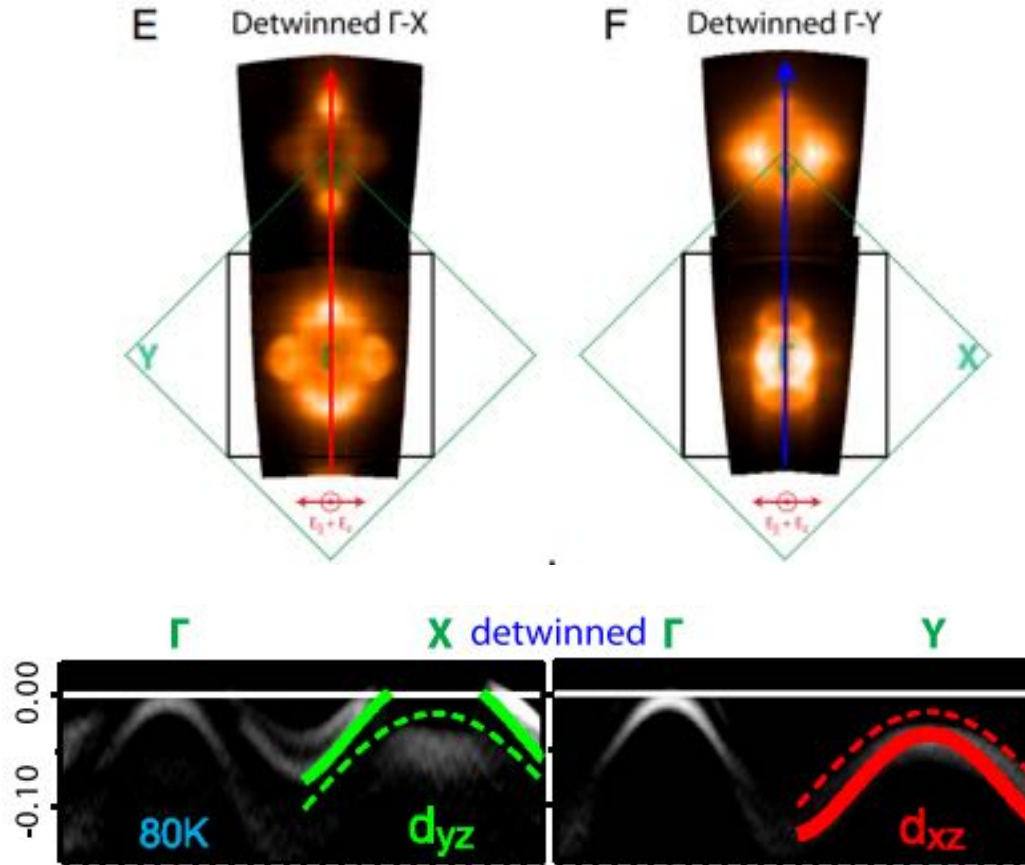 E Detwinned Γ-X
F Detwinned Γ-Y
Y
Γ
X
Γ X detwinned Γ Y
0.00
-0.10
80K
dyz
dxz